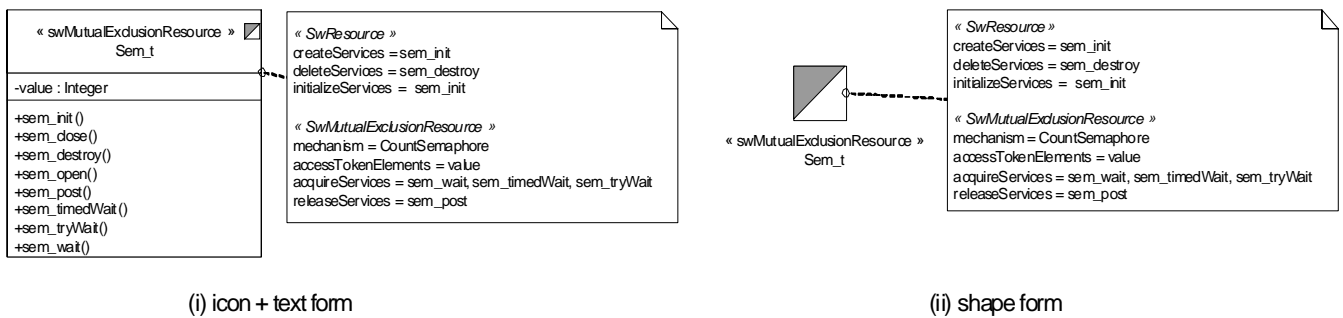 « swMutualExclusionResource »
Sem_t
-value : Integer
+sem_init()
+sem_close()
+sem_destroy()
+sem_open()
+sem_post()
+sem_timedWait()
+sem_tryWait()
+sem_wait()
« SwResource »
createServices = sem_init
deleteServices = sem_destroy
initializeServices = sem_init
« SwMutualExclusionResource »
mechanism = CountSemaphore
accessTokenElements = value
acquireServices = sem_wait, sem_timedWait, sem_tryWait
releaseServices = sem_post
(i) icon + text form
« swMutualExclusionResource »
Sem_t
« SwResource »
createServices = sem_init
deleteServices = sem_destroy
initializeServices = sem_init
« SwMutualExclusionResource »
mechanism = CountSemaphore
accessTokenElements = value
acquireServices = sem_wait, sem_timedWait, sem_tryWait
releaseServices = sem_post
(ii) shape form